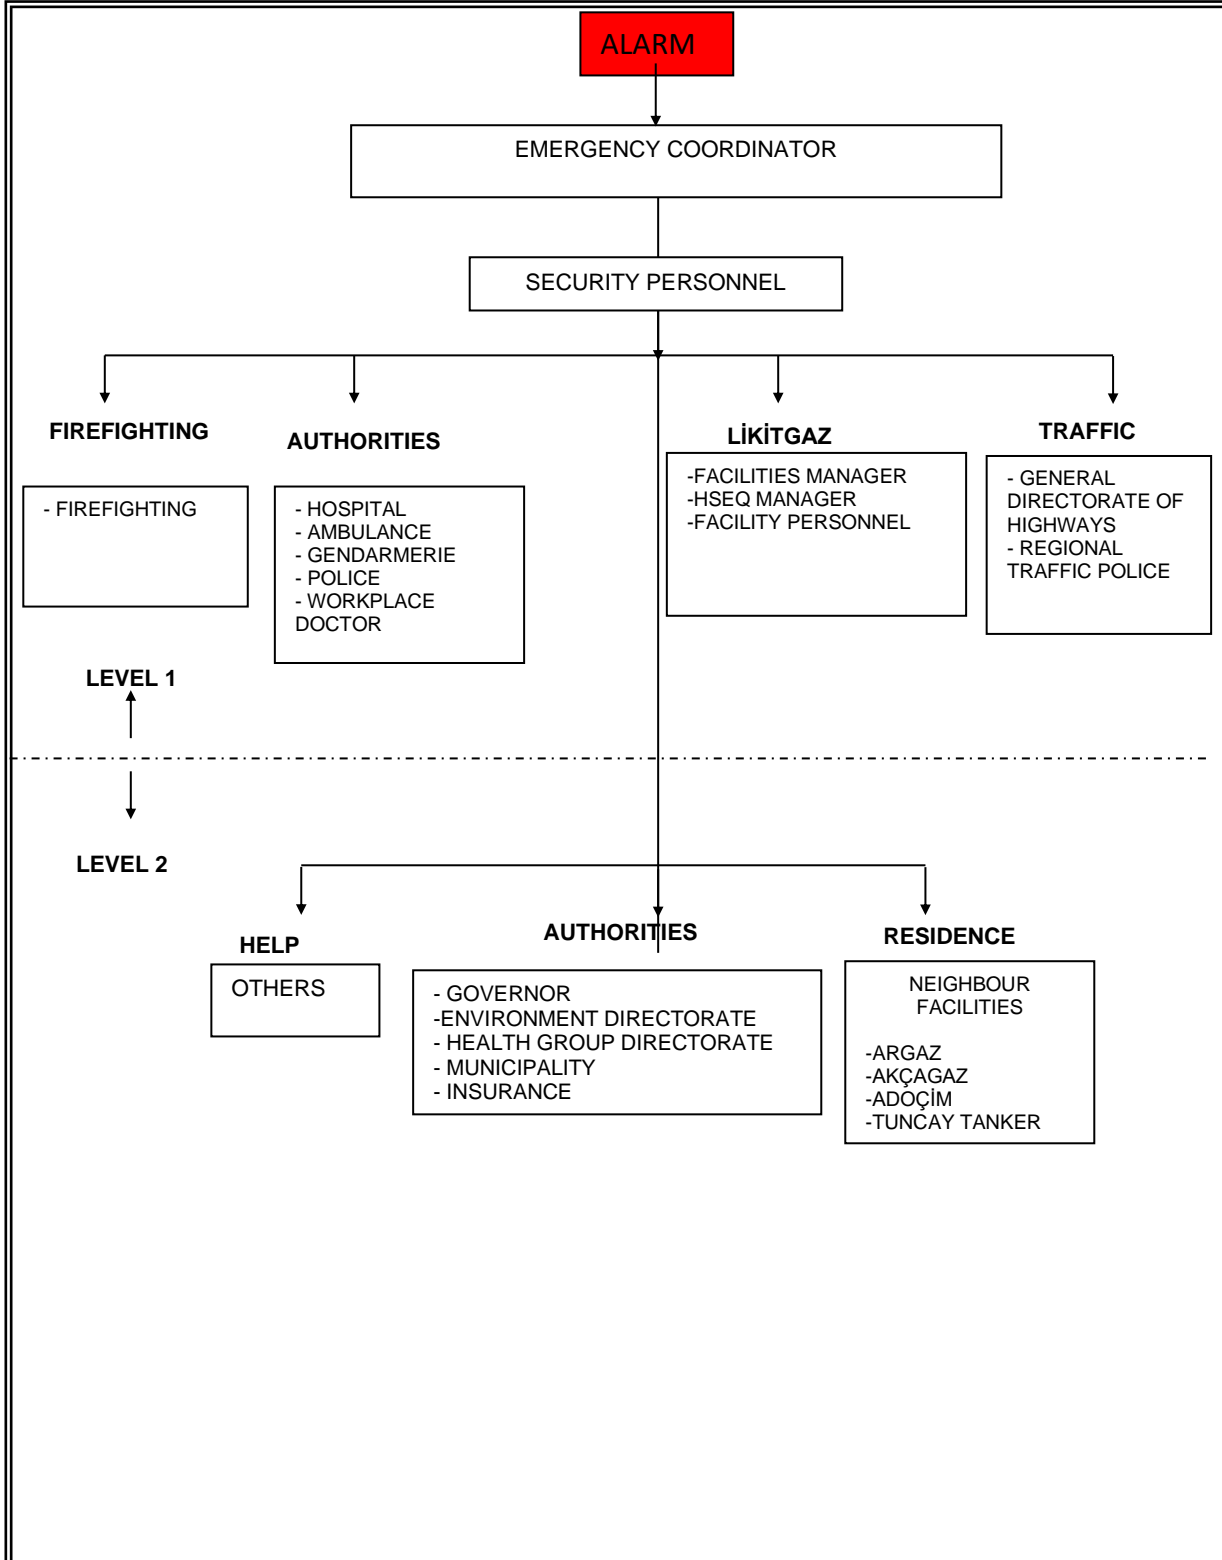 ALARM
EMERGENCY COORDINATOR
SECURITY PERSONNEL
FIREFIGHTING
- FIREFIGHTING
AUTHORITIES
- HOSPITAL
- AMBULANCE
- GENDARMERIE
- POLICE
- WORKPLACE
DOCTOR
LİKİTGAZ
-FACILITIES MANAGER
-HSEQ MANAGER
-FACILITY PERSONNEL
TRAFFIC
- GENERAL
DIRECTORATE OF
HIGHWAYS
- REGIONAL
TRAFFIC POLICE
LEVEL 1
LEVEL 2
HELP
OTHERS
AUTHORITIES
- GOVERNOR
-ENVIRONMENT DIRECTORATE
- HEALTH GROUP DIRECTORATE
- MUNICIPALITY
- INSURANCE
RESIDENCE
NEIGHBOUR
FACILITIES
-ARGAZ
-AKÇAGAZ
-ADOÇİM
-TUNCAY TANKER